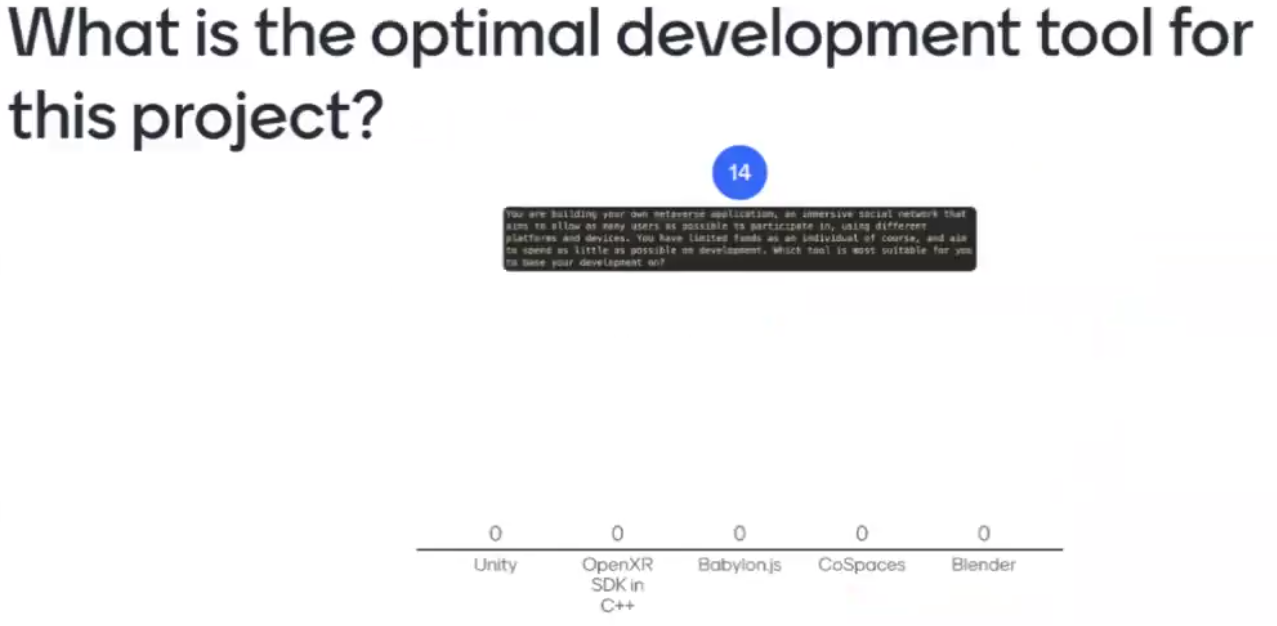 What is the optimal development tool for
this project?
14
You are building your own metaverse application, an immersive social network that
aims to allow as many users as possible to participate in, using different
platforms and devices. You have limited funds as an individual of course, and aim
to spend as little as possible on development. Which tool is most suitable for you
to base your development on?
0 0 0 0 0
Unity OpenXR Babylon.js CoSpaces Blender
SDK in
C++